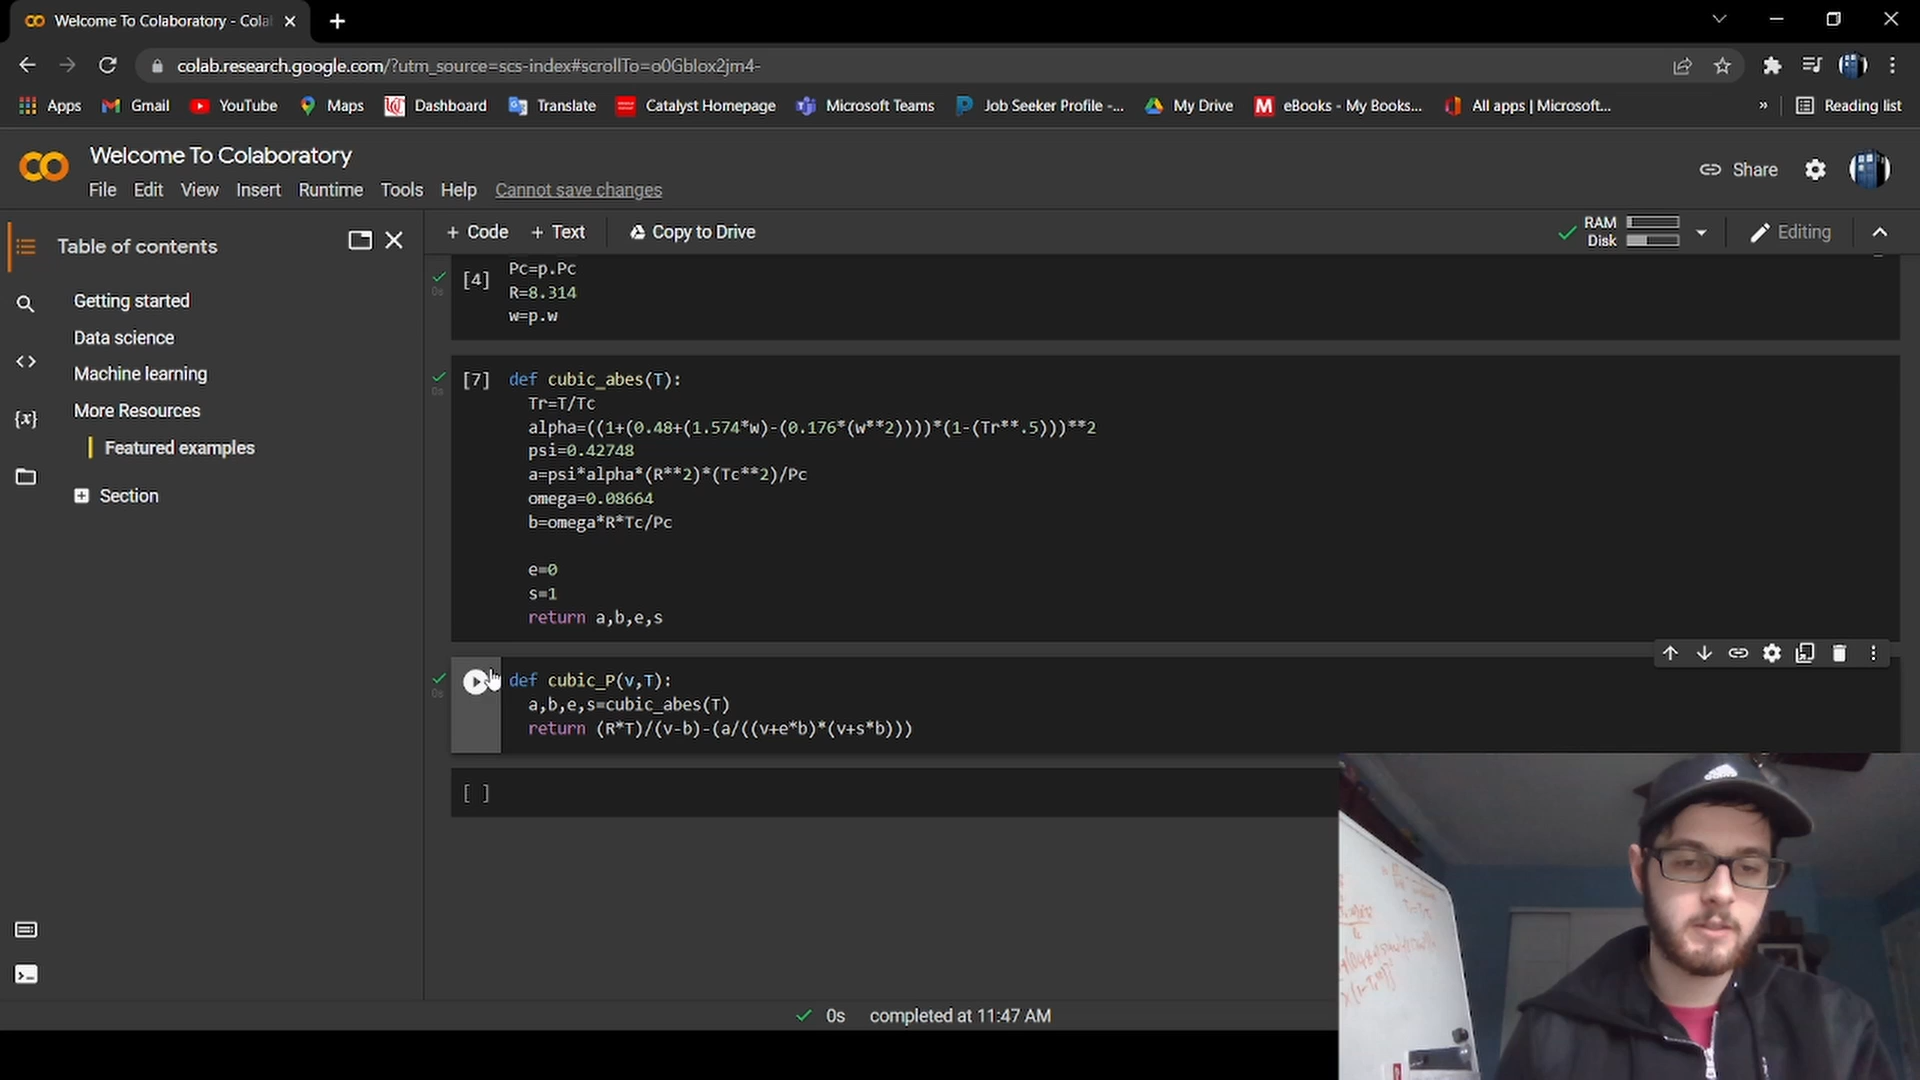 Welcome To Colaboratory - Cola
colab.research.google.com/?utm_source=scs-index#scrollTo=o0Gblox2jm4-
Apps Gmail YouTube Maps Dashboard Translate Catalyst Homepage Microsoft Teams Job Seeker Profile -... My Drive eBooks - My Books... All apps | Microsoft... » Reading list
Welcome To Colaboratory
Share
File Edit View Insert Runtime Tools Help Cannot save changes
Table of contents
+ Code + Text Copy to Drive
RAM
Disk
Editing
Getting started
Data science
Machine learning
More Resources
Featured examples
Section
[4] Pc=p.Pc
R=8.314
w=p.w
[7] def cubic_abes(T):
Tr=T/Tc
alpha=((1+(0.48+(1.574*w)-(0.176*(w**2))))*(1-(Tr**.5)))**2
psi=0.42748
a=psi*alpha*(R**2)*(Tc**2)/Pc
omega=0.08664
b=omega*R*Tc/Pc
e=0
s=1
return a,b,e,s
def cubic_P(v,T):
a,b,e,s=cubic_abes(T)
return (R*T)/(v-b)-(a/((v+e*b)*(v+s*b)))
[ ]
0s completed at 11:47 AM